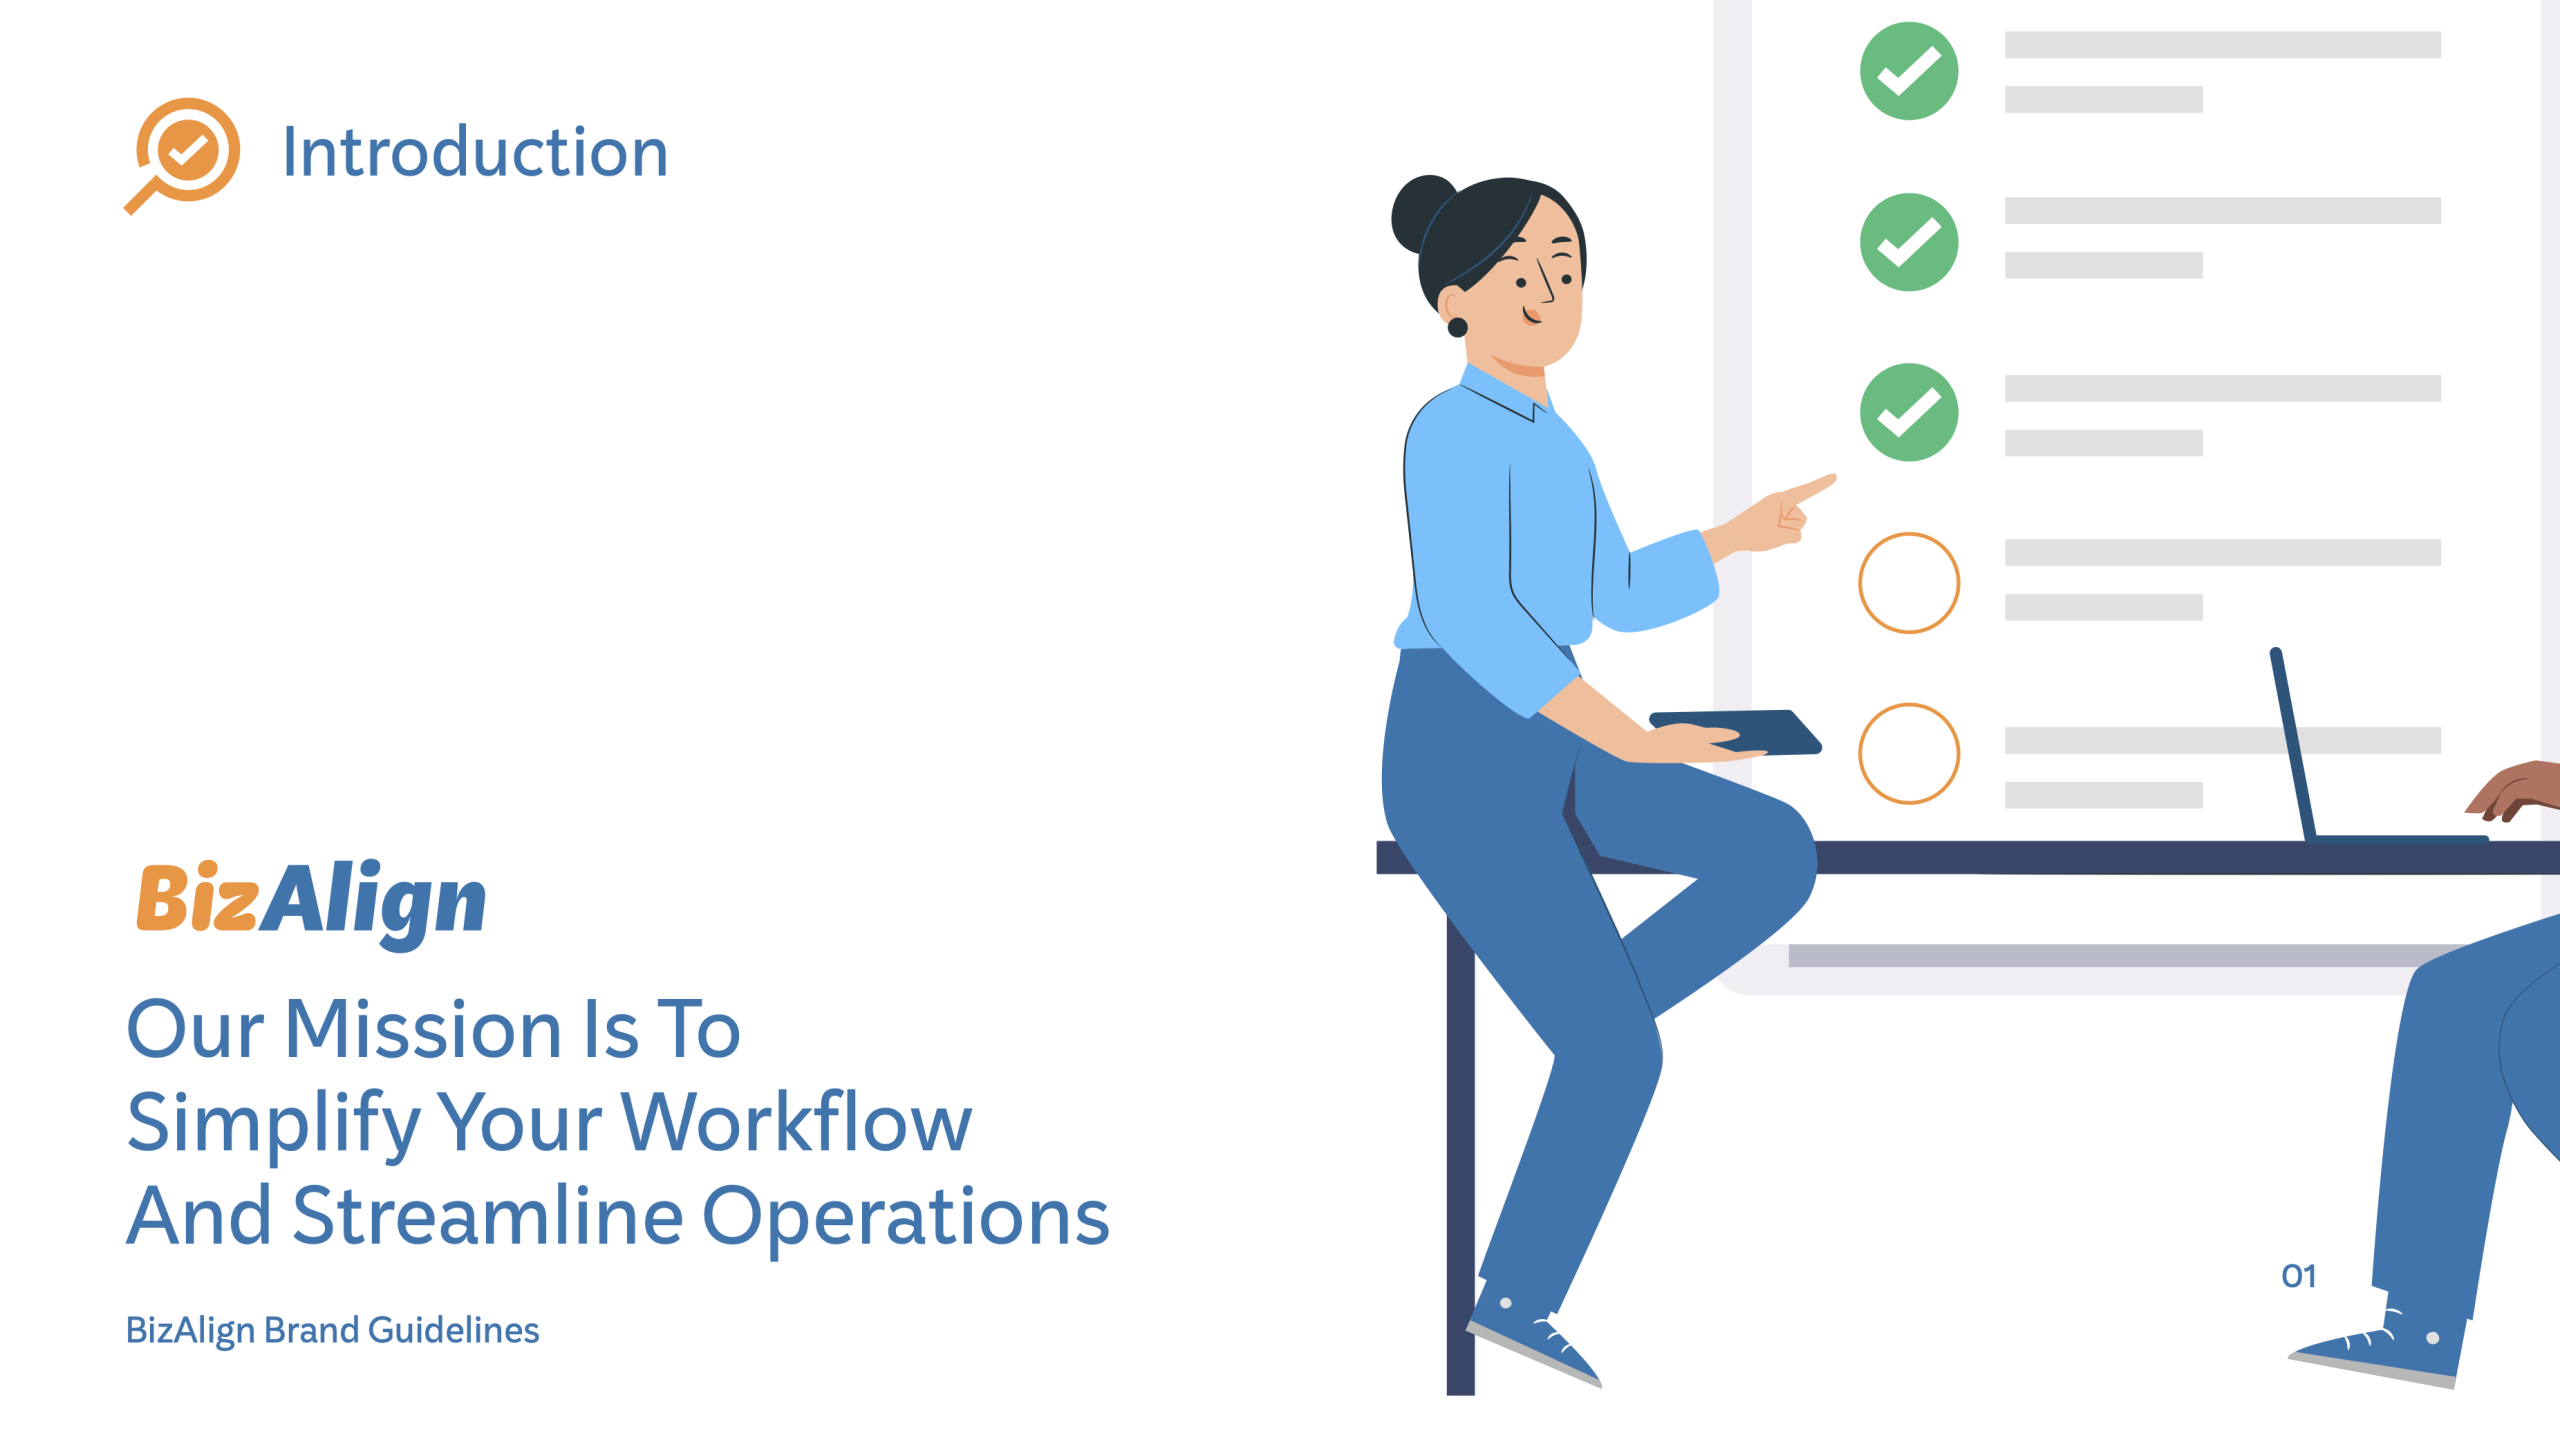 Introduction
BizAlign
Our Mission Is To
Simplify Your Workflow
And Streamline Operations
BizAlign Brand Guidelines
01